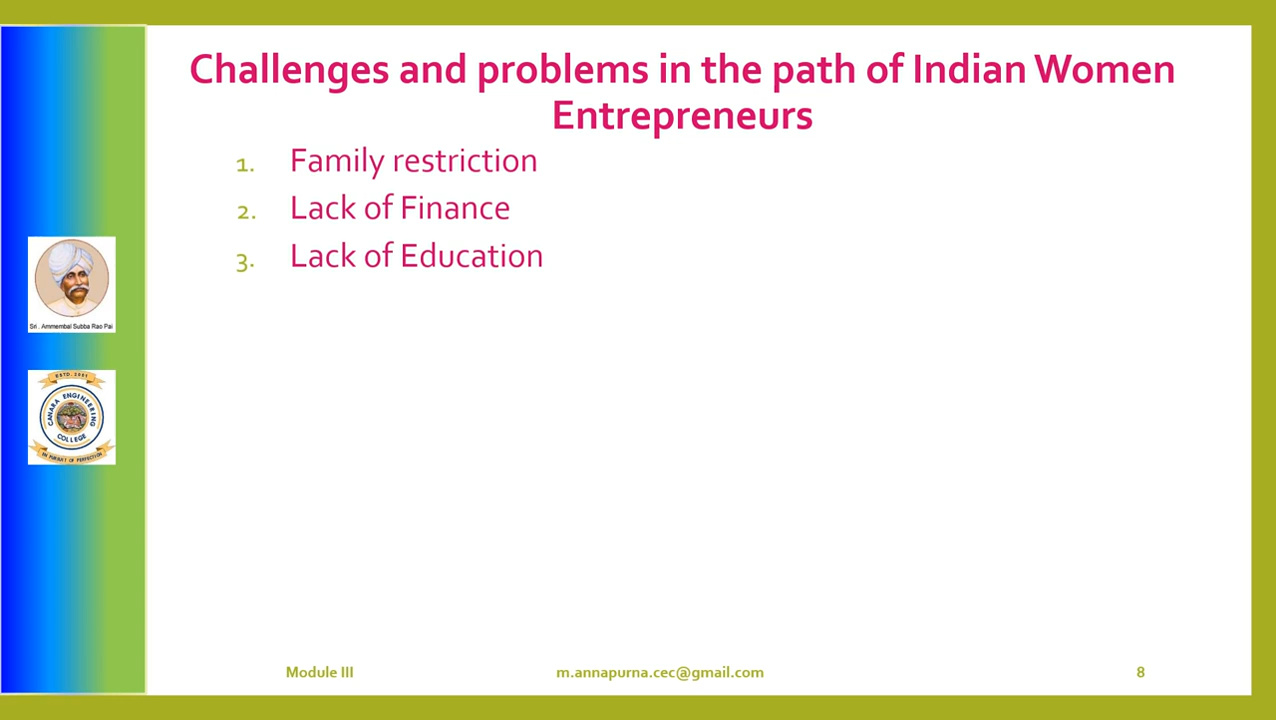 Challenges and problems in the path of Indian Women
Entrepreneurs
1. Family restriction
2. Lack of Finance
3. Lack of Education
Sri . Ammembal Subba Rao Pai
ESTD. 2001
CANARA ENGINEERING
COLLEGE
IN PURSUIT OF PERFECTION
Module III m.annapurna.cec@gmail.com 8